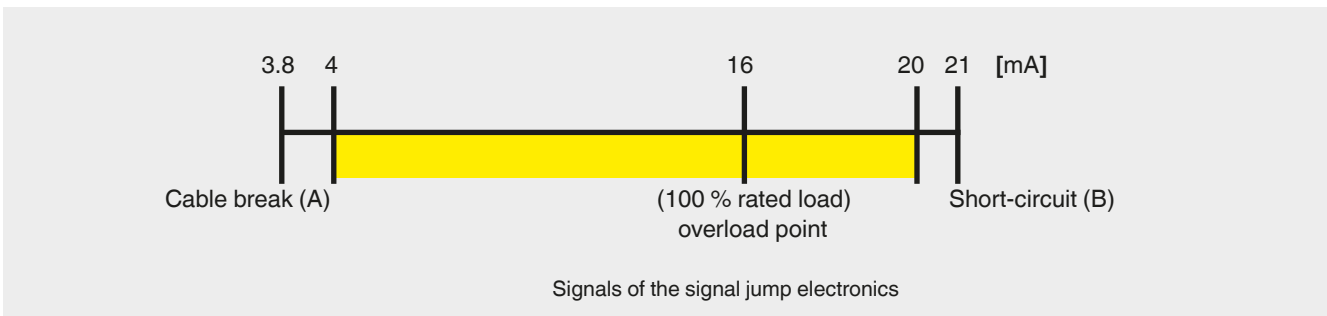 3.8 4 16 20 21 [mA]
Cable break (A) (100 % rated load) Short-circuit (B)
overload point
Signals of the signal jump electronics